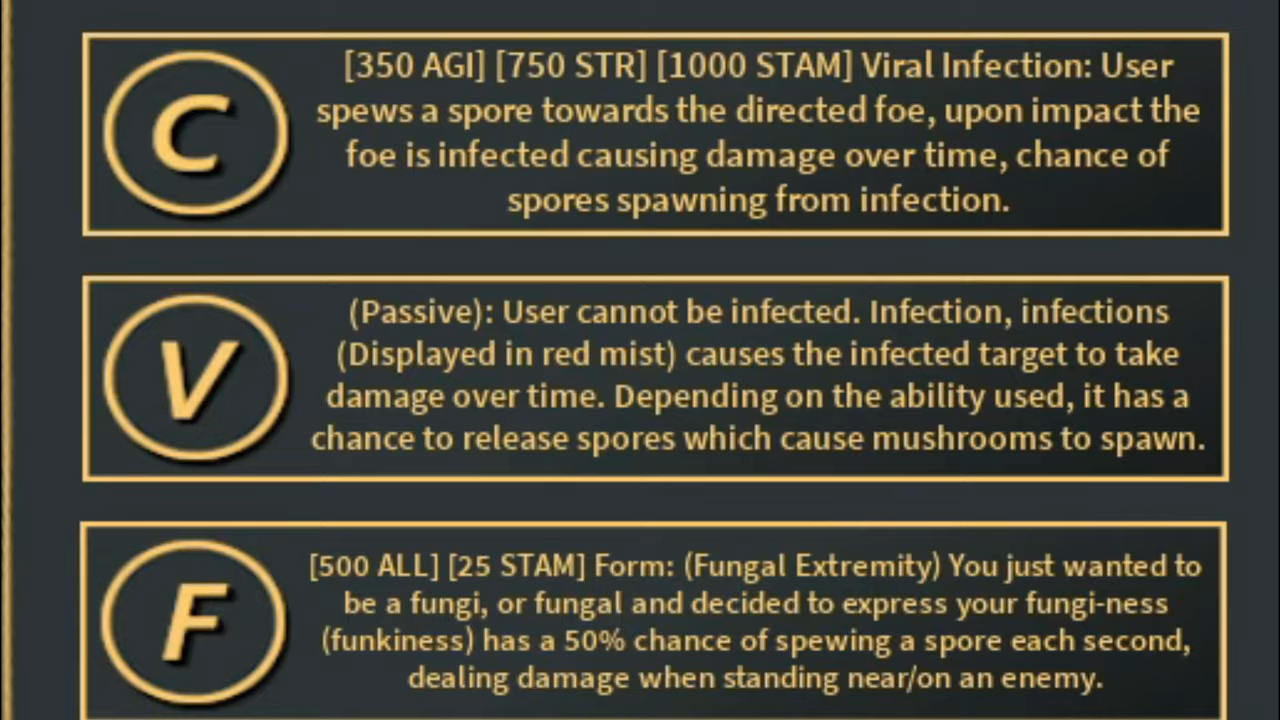 C
[350 AGI] [750 STR] [1000 STAM] Viral Infection: User
spews a spore towards the directed foe, upon impact the
foe is infected causing damage over time, chance of
spores spawning from infection.
V
(Passive): User cannot be infected. Infection, infections
(Displayed in red mist) causes the infected target to take
damage over time. Depending on the ability used, it has a
chance to release spores which cause mushrooms to spawn.
F
[500 ALL] [25 STAM] Form: (Fungal Extremity) You just wanted to
be a fungi, or fungal and decided to express your fungi-ness
(funkiness) has a 50% chance of spewing a spore each second,
dealing damage when standing near/on an enemy.